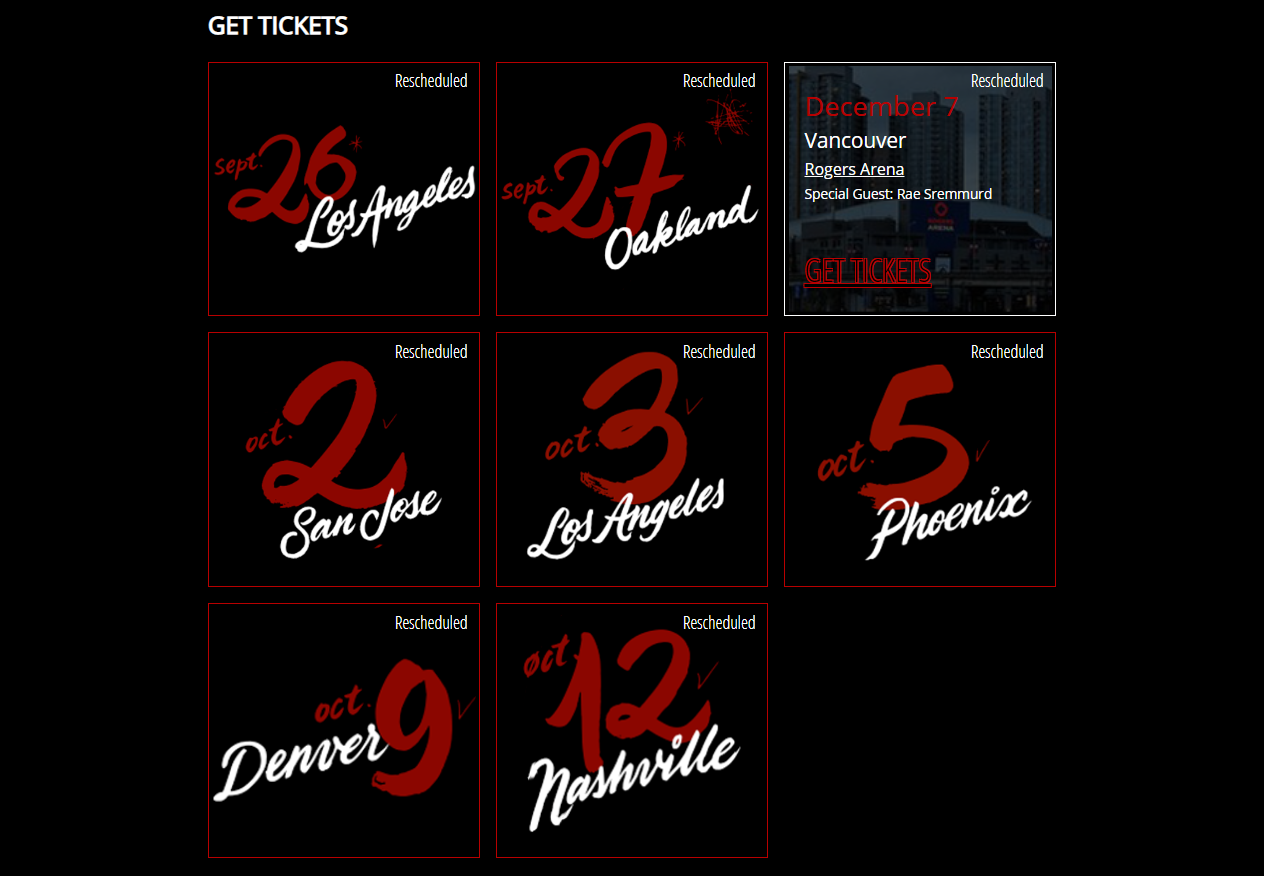 GET TICKETS
Rescheduled
sept. 26
Los Angeles
Rescheduled
sept. 27
Oakland
Rescheduled
December 7
Vancouver
Rogers Arena
Special Guest: Rae Sremmurd
ROGERS
ARENA
GET TICKETS
Rescheduled
oct. 2
San Jose
Rescheduled
oct. 3
Los Angeles
Rescheduled
oct. 5
Phoenix
Rescheduled
oct. 9
Denver
Rescheduled
oct. 12
Nashville